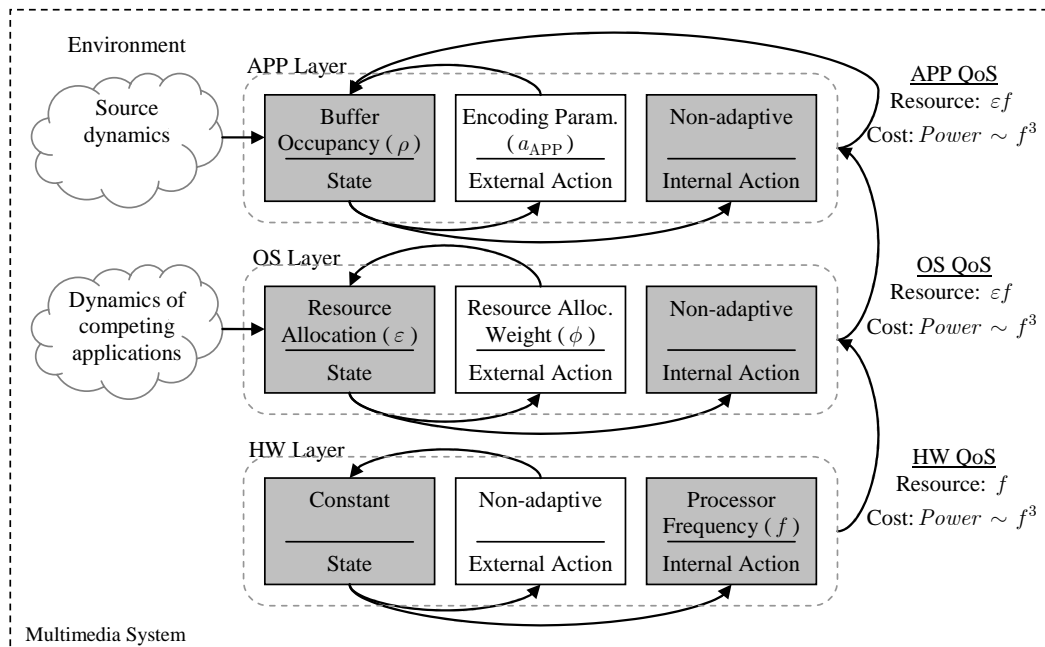 Environment
Source
dynamics
APP Layer
Buffer
Occupancy ( ρ )
State
Encoding Param.
( a_APP )
External Action
Non-adaptive
Internal Action
APP QoS
Resource: εf
Cost: Power ∼ f³
Dynamics of
competing
applications
OS Layer
Resource
Allocation ( ε )
State
Resource Alloc.
Weight ( ϕ )
External Action
Non-adaptive
Internal Action
OS QoS
Resource: εf
Cost: Power ∼ f³
HW Layer
Constant
State
Non-adaptive
External Action
Processor
Frequency ( f )
Internal Action
HW QoS
Resource: f
Cost: Power ∼ f³
Multimedia System